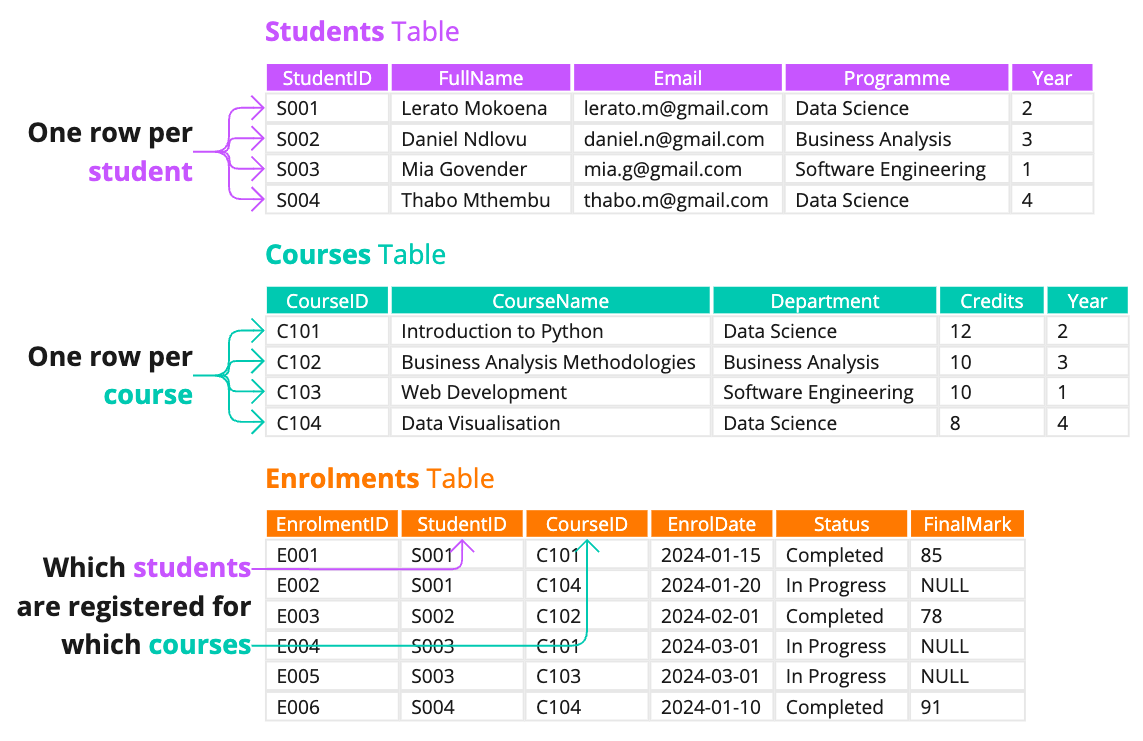 Students Table
StudentID FullName Email Programme Year
S001 Lerato Mokoena lerato.m@gmail.com Data Science 2
S002 Daniel Ndlovu daniel.n@gmail.com Business Analysis 3
S003 Mia Govender mia.g@gmail.com Software Engineering 1
S004 Thabo Mthembu thabo.m@gmail.com Data Science 4
One row per
student
Courses Table
CourseID CourseName Department Credits Year
C101 Introduction to Python Data Science 12 2
C102 Business Analysis Methodologies Business Analysis 10 3
C103 Web Development Software Engineering 10 1
C104 Data Visualisation Data Science 8 4
One row per
course
Enrolments Table
EnrolmentID StudentID CourseID EnrolDate Status FinalMark
E001 S001 C101 2024-01-15 Completed 85
E002 S001 C104 2024-01-20 In Progress NULL
E003 S002 C102 2024-02-01 Completed 78
E004 S003 C101 2024-03-01 In Progress NULL
E005 S003 C103 2024-03-01 In Progress NULL
E006 S004 C104 2024-01-10 Completed 91
Which students
are registered for
which courses